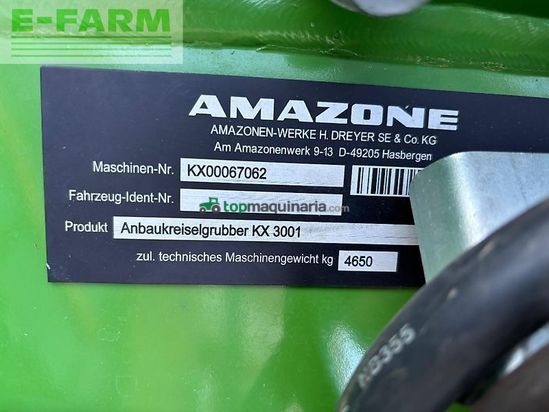 E-FARM
AMAZONE
AMAZONEN-WERKE H. DREYER SE & Co. KG
Am Amazonenwerk 9-13 D-49205 Hasbergen
Maschinen-Nr. KX00067062
Fahrzeug-Ident-Nr.
topmaquinaria.com
Produkt Anbaukreiselgrubber KX 3001
zul. technisches Maschinengewicht kg 4650